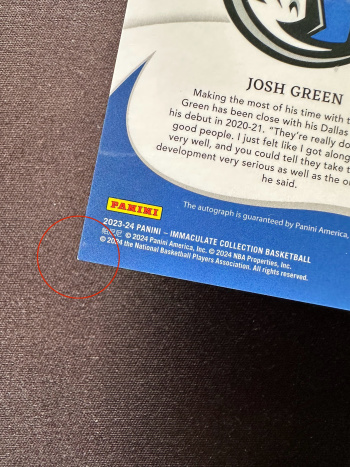 JOSH GREEN
Making the most of his time with t
Green has been close with his Dallas
his debut in 2020-21. "They're really do
good people. I just felt like I got along
very well, and you could tell they take t
development very serious as well as the o
he said.
The autograph is guaranteed by Panini America,
PANINI
2023-24 PANINI – IMMACULATE COLLECTION BASKETBALL
© 2024 Panini America, Inc. © 2024 NBA Properties, Inc.
© 2024 the National Basketball Players Association. All rights reserved.